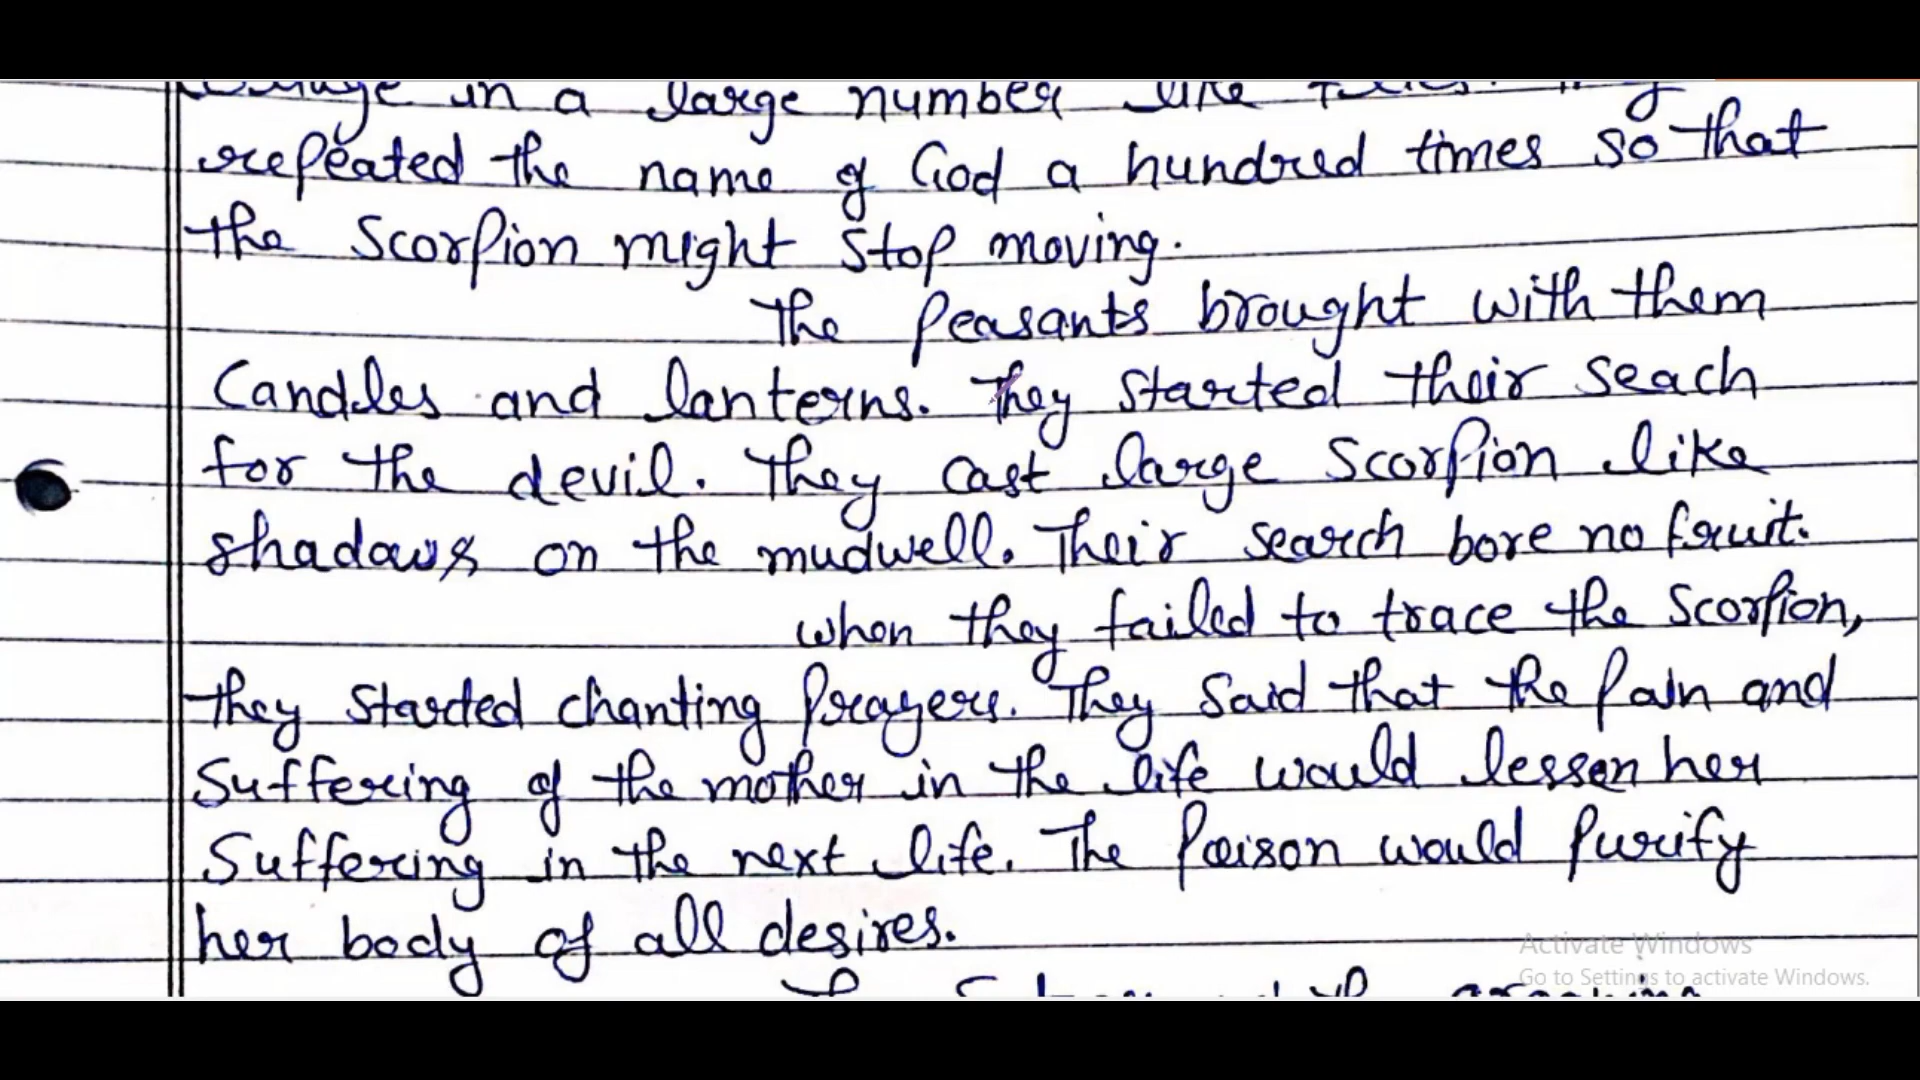 in a large number like
repeated the name of God a hundred times so that
the Scorpion might stop moving.
The Peasants brought with them
Candles and lanterns. They started their seach
for the devil. They cast large scorpion like
shadows on the mudwell. Their search bore no fruit.
when they failed to trace the Scorpion,
they started chanting Prayers. They said that the Pain and
Suffering of the mother in the life would lessen her
Suffering in the next life. The Poison would Purify
her body of all desires.
Activate Windows
Go to Settings to activate Windows.